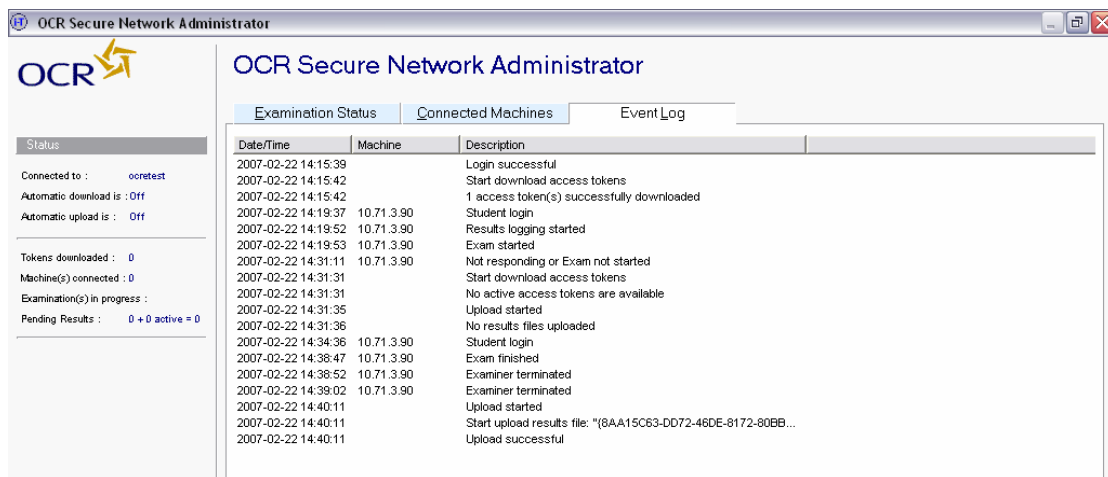 OCR Secure Network Administrator
OCR
OCR Secure Network Administrator
Examination Status Connected Machines Event Log
Status
Connected to : ocretest
Automatic download is : Off
Automatic upload is : Off
Tokens downloaded : 0
Machine(s) connected : 0
Examination(s) in progress :
Pending Results : 0 + 0 active = 0
Date/Time Machine Description
2007-02-22 14:15:39 Login successful
2007-02-22 14:15:42 Start download access tokens
2007-02-22 14:15:42 1 access token(s) successfully downloaded
2007-02-22 14:19:37 10.71.3.90 Student login
2007-02-22 14:19:52 10.71.3.90 Results logging started
2007-02-22 14:19:53 10.71.3.90 Exam started
2007-02-22 14:31:11 10.71.3.90 Not responding or Exam not started
2007-02-22 14:31:31 Start download access tokens
2007-02-22 14:31:31 No active access tokens are available
2007-02-22 14:31:35 Upload started
2007-02-22 14:31:36 No results files uploaded
2007-02-22 14:34:36 10.71.3.90 Student login
2007-02-22 14:38:47 10.71.3.90 Exam finished
2007-02-22 14:38:52 10.71.3.90 Examiner terminated
2007-02-22 14:39:02 10.71.3.90 Examiner terminated
2007-02-22 14:40:11 Upload started
2007-02-22 14:40:11 Start upload results file: "{8AA15C63-DD72-46DE-8172-80BB...
2007-02-22 14:40:11 Upload successful